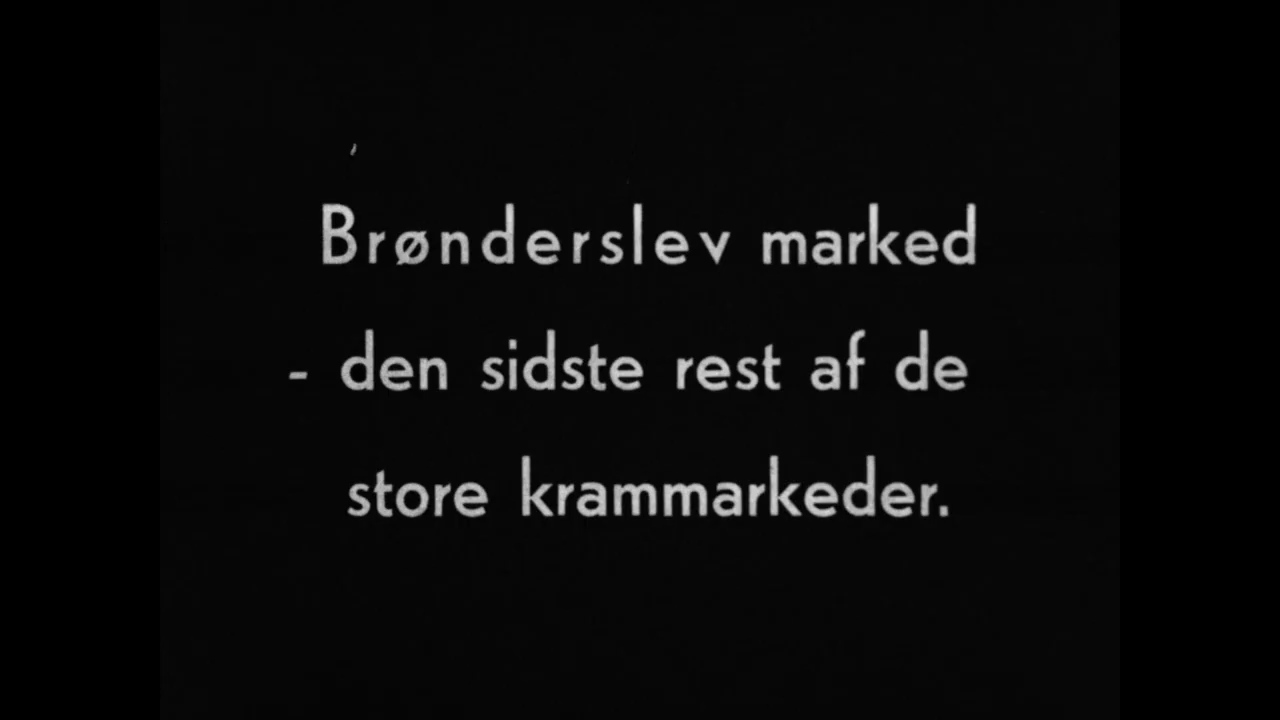 Brønderslev marked
- den sidste rest af de
store krammarkeder.